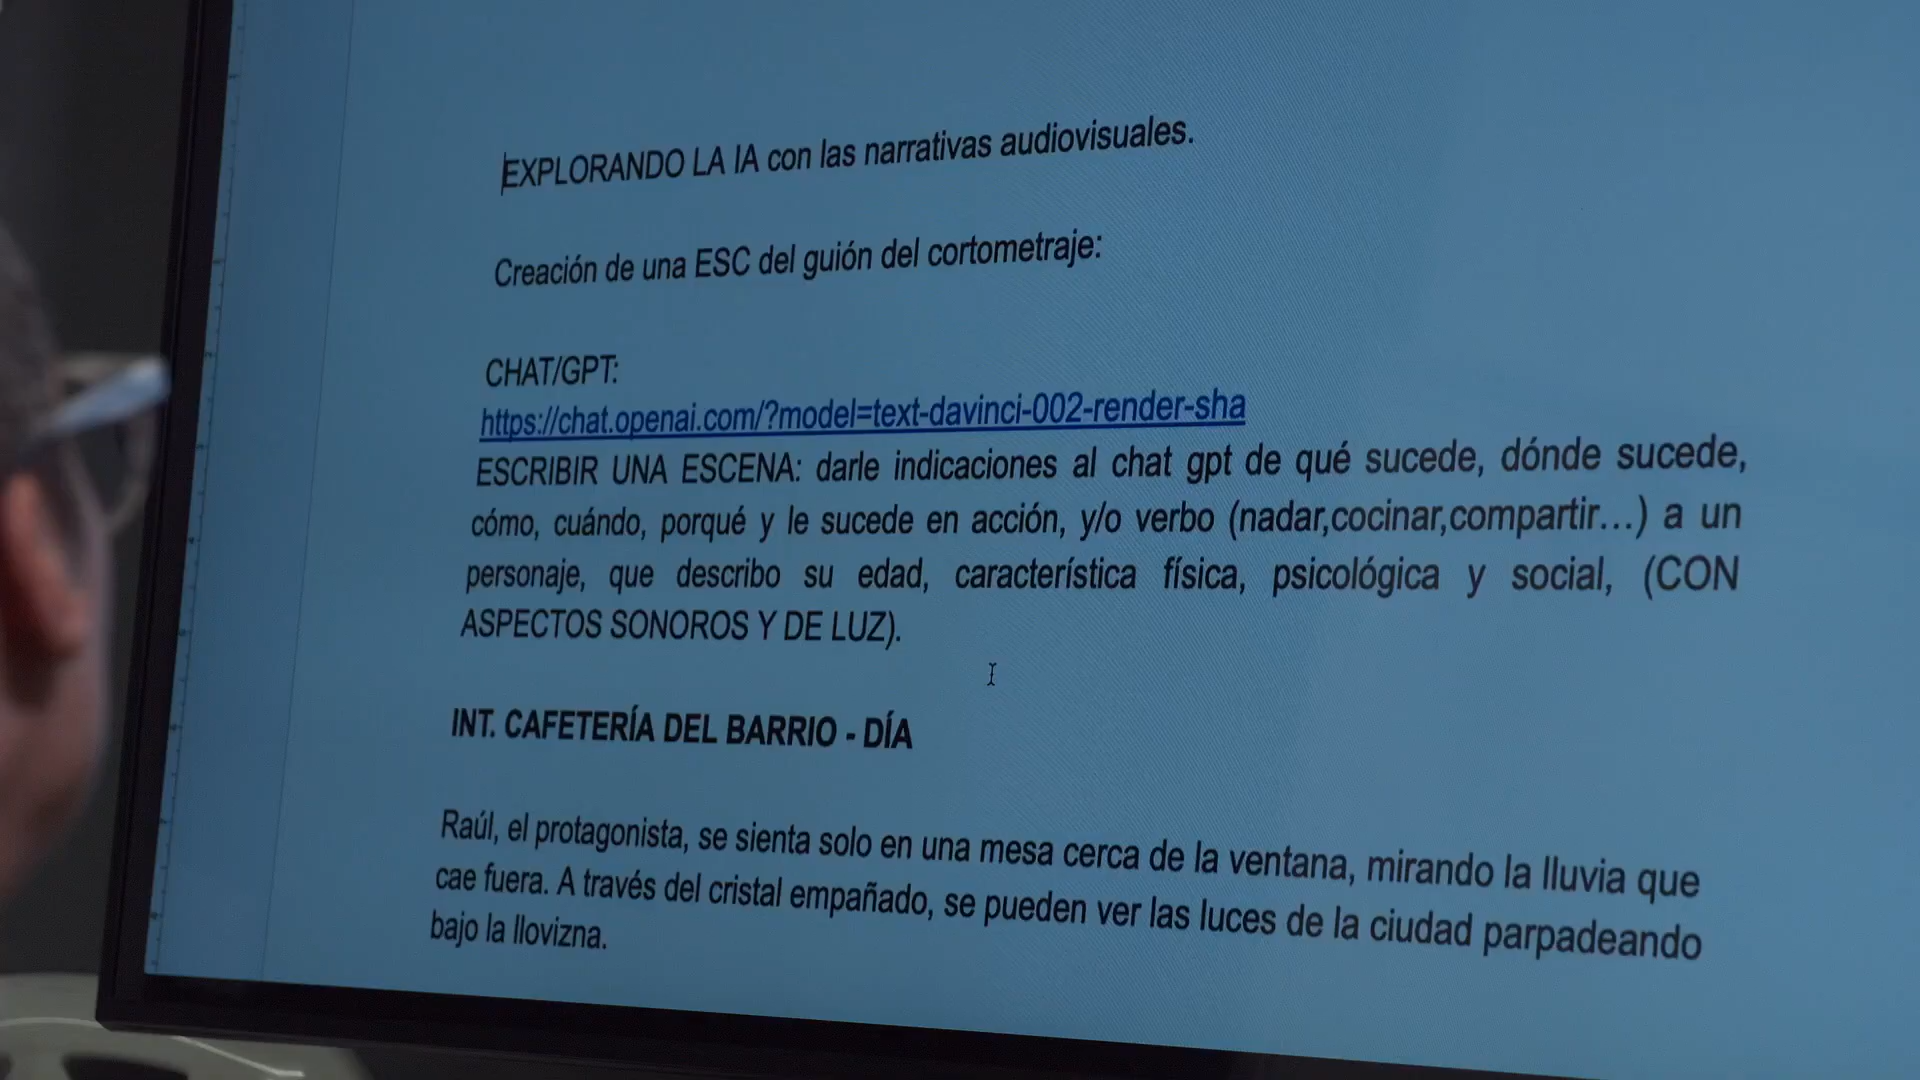 EXPLORANDO LA IA con las narrativas audiovisuales.
Creación de una ESC del guión del cortometraje:
CHAT/GPT:
https://chat.openai.com/?model=text-davinci-002-render-sha
ESCRIBIR UNA ESCENA: darle indicaciones al chat gpt de qué sucede, dónde sucede,
cómo, cuándo, porqué y le sucede en acción, y/o verbo (nadar,cocinar,compartir…) a un
personaje, que describo su edad, característica física, psicológica y social, (CON
ASPECTOS SONOROS Y DE LUZ).
INT. CAFETERÍA DEL BARRIO - DÍA
Raúl, el protagonista, se sienta solo en una mesa cerca de la ventana, mirando la lluvia que
cae fuera. A través del cristal empañado, se pueden ver las luces de la ciudad parpadeando
bajo la llovizna.